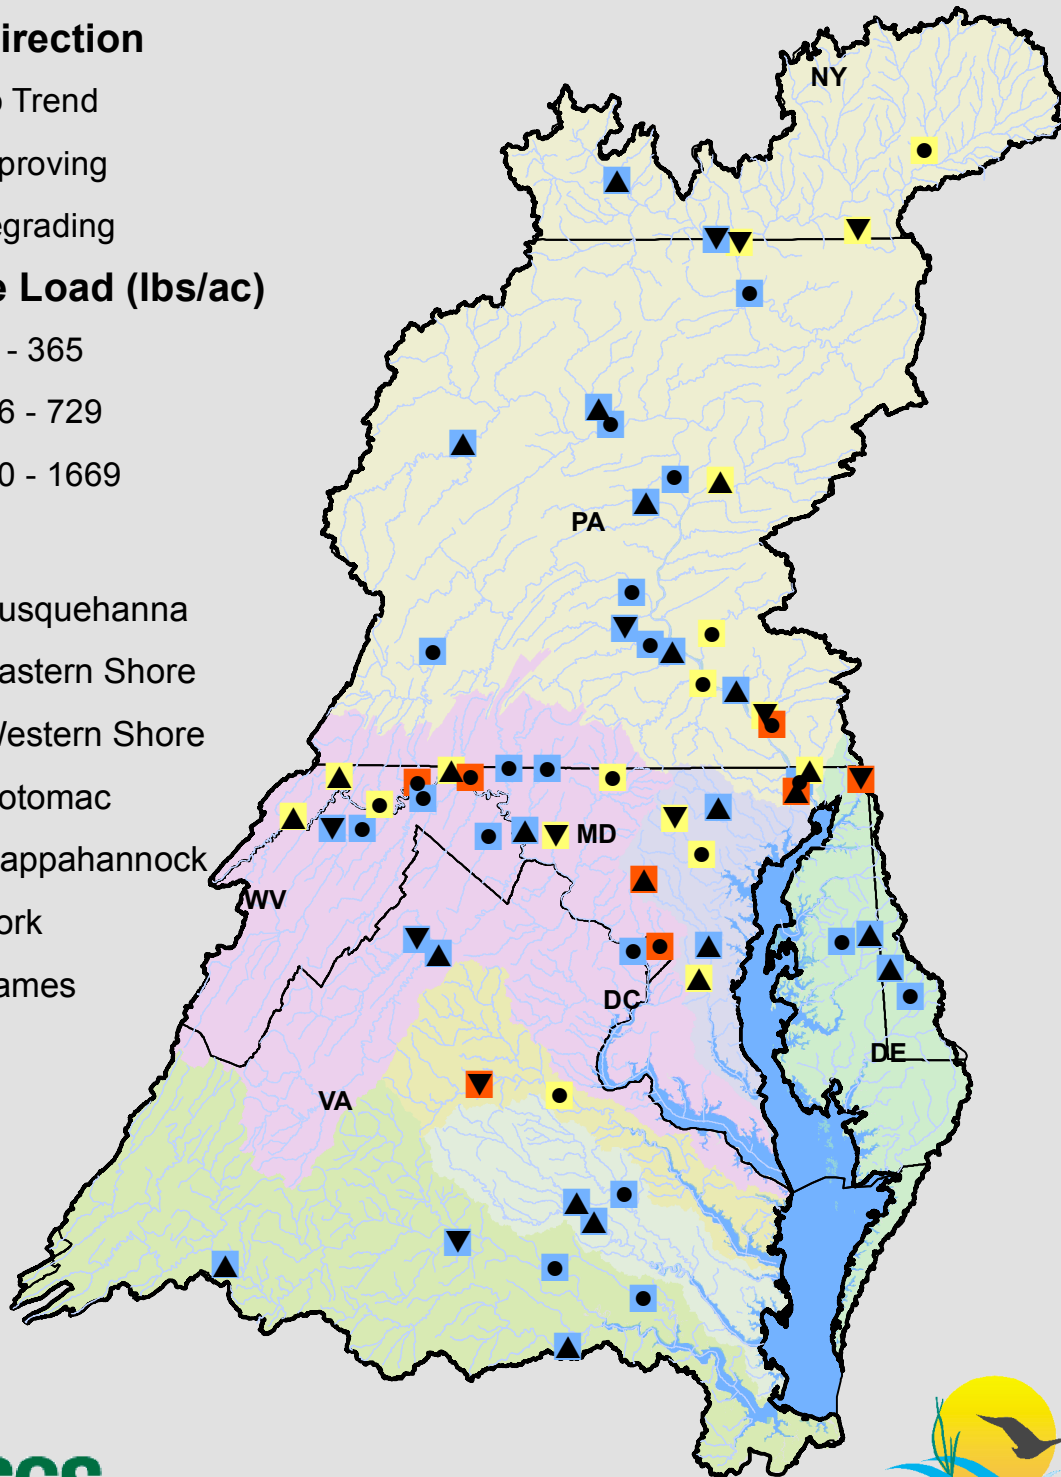 irection
Trend
proving
egrading
Load (lbs/ac)
- 365
6 - 729
0 - 1669
usquehanna
astern Shore
Western Shore
otomac
appahannock
ork
ames
NY
PA
MD
WV
DC
DE
VA